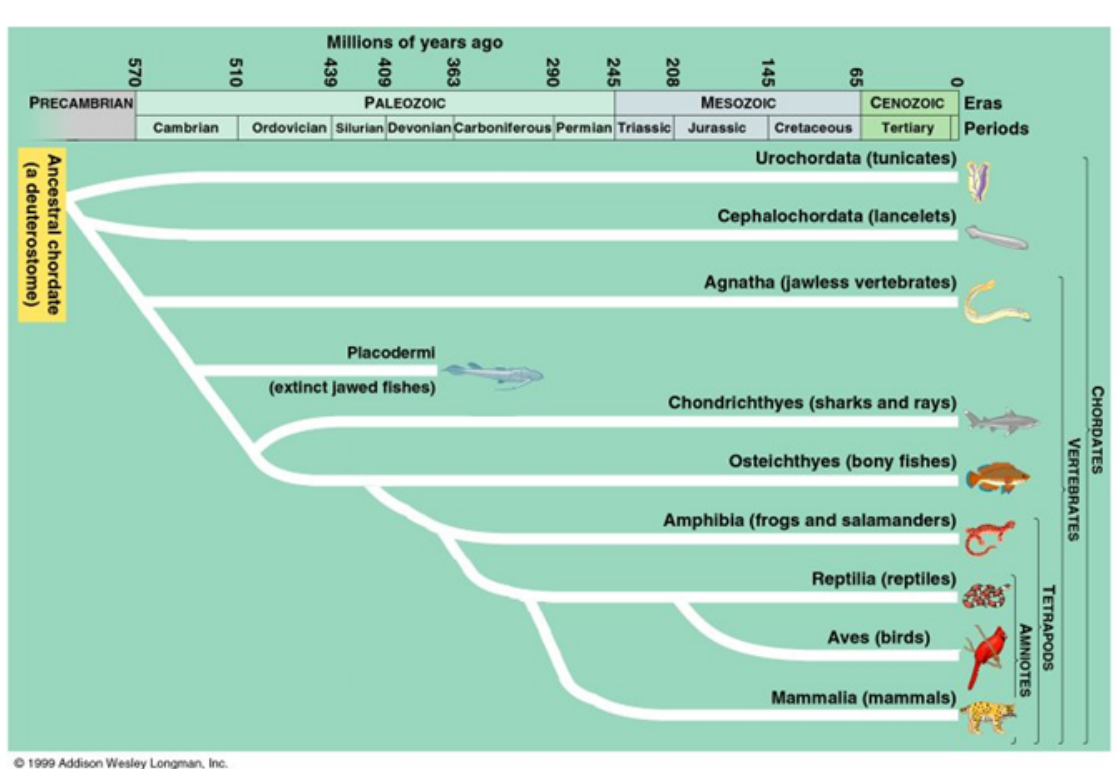 Millions of years ago
570 510 439 409 363 290 245 208 145 65 0
PRECAMBRIAN PALEOZOIC MESOZOIC CENOZOIC Eras
Cambrian Ordovician Silurian Devonian Carboniferous Permian Triassic Jurassic Cretaceous Tertiary Periods
Ancestral chordate
(a deuterostome)
Urochordata (tunicates)
Cephalochordata (lancelets)
Agnatha (jawless vertebrates)
Placodermi
(extinct jawed fishes)
Chondrichthyes (sharks and rays)
Osteichthyes (bony fishes)
Amphibia (frogs and salamanders)
Reptilia (reptiles)
Aves (birds)
Mammalia (mammals)
CHORDATES
VERTEBRATES
TETRAPODS
AMNIOTES
© 1999 Addison Wesley Longman, Inc.